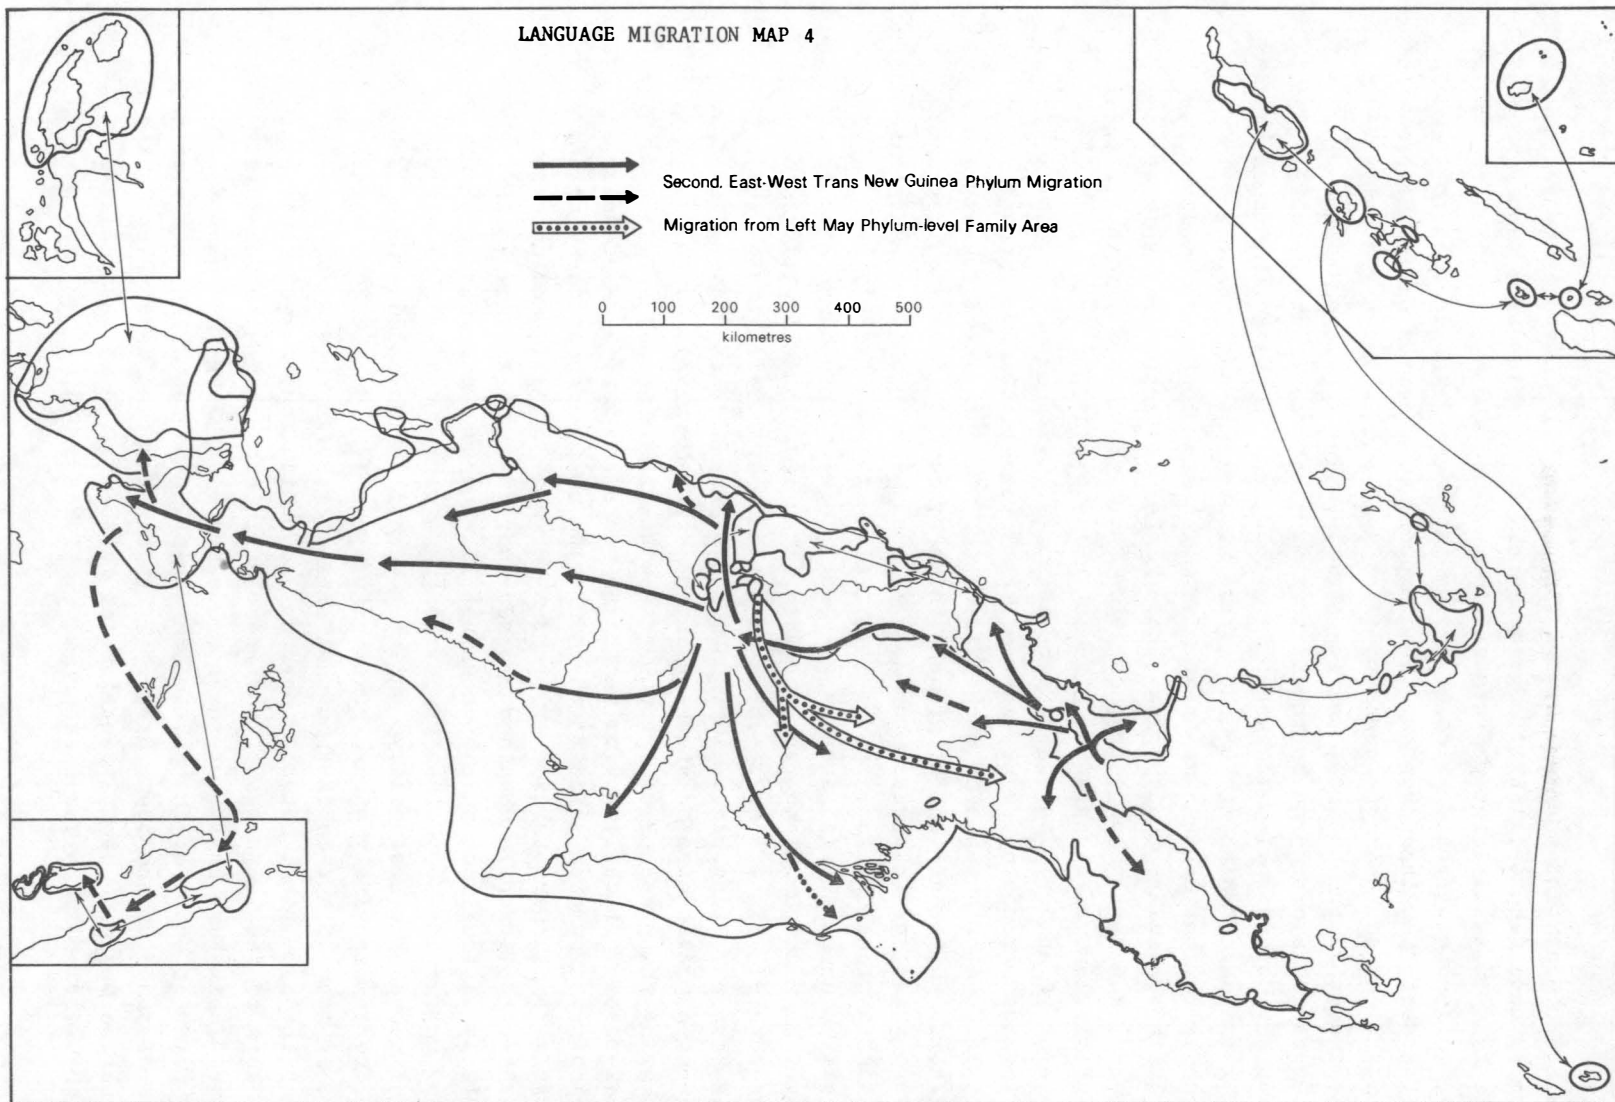 LANGUAGE MIGRATION MAP 4
Second. East-West Trans New Guinea Phylum Migration
Migration from Left May Phylum-level Family Area
0 100 200 300 400 500
kilometres